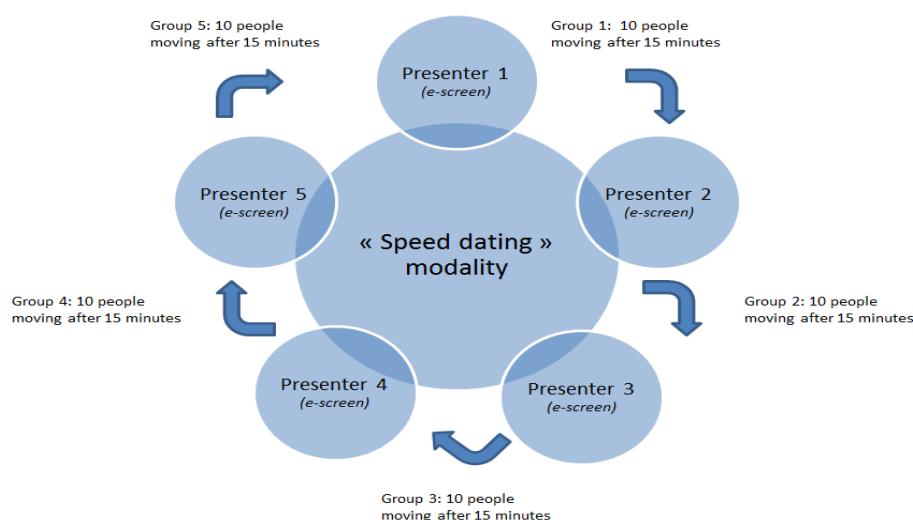 Group 5: 10 people
moving after 15 minutes
Group 1:  10 people
moving after 15 minutes
Presenter 1
(e-screen)
Presenter 5
(e-screen)
Presenter 2
(e-screen)
« Speed dating »
modality
Group 4: 10 people
moving after 15 minutes
Group 2: 10 people
moving after 15 minutes
Presenter 4
(e-screen)
Presenter 3
(e-screen)
Group 3: 10 people
moving after 15 minutes